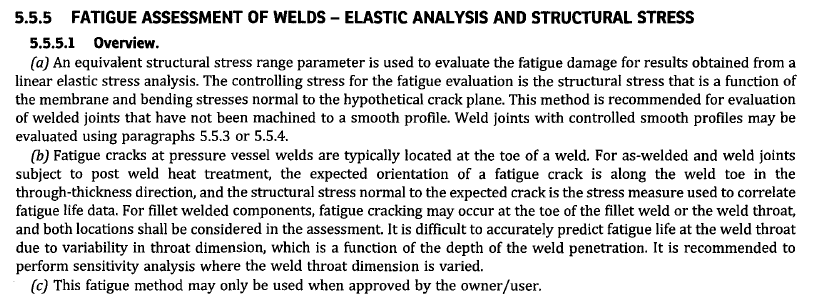 5.5.5 FATIGUE ASSESSMENT OF WELDS – ELASTIC ANALYSIS AND STRUCTURAL STRESS
5.5.5.1 Overview.
(a) An equivalent structural stress range parameter is used to evaluate the fatigue damage for results obtained from a
linear elastic stress analysis. The controlling stress for the fatigue evaluation is the structural stress that is a function of
the membrane and bending stresses normal to the hypothetical crack plane. This method is recommended for evaluation
of welded joints that have not been machined to a smooth profile. Weld joints with controlled smooth profiles may be
evaluated using paragraphs 5.5.3 or 5.5.4.
(b) Fatigue cracks at pressure vessel welds are typically located at the toe of a weld. For as-welded and weld joints
subject to post weld heat treatment, the expected orientation of a fatigue crack is along the weld toe in the
through-thickness direction, and the structural stress normal to the expected crack is the stress measure used to correlate
fatigue life data. For fillet welded components, fatigue cracking may occur at the toe of the fillet weld or the weld throat,
and both locations shall be considered in the assessment. It is difficult to accurately predict fatigue life at the weld throat
due to variability in throat dimension, which is a function of the depth of the weld penetration. It is recommended to
perform sensitivity analysis where the weld throat dimension is varied.
(c) This fatigue method may only be used when approved by the owner/user.